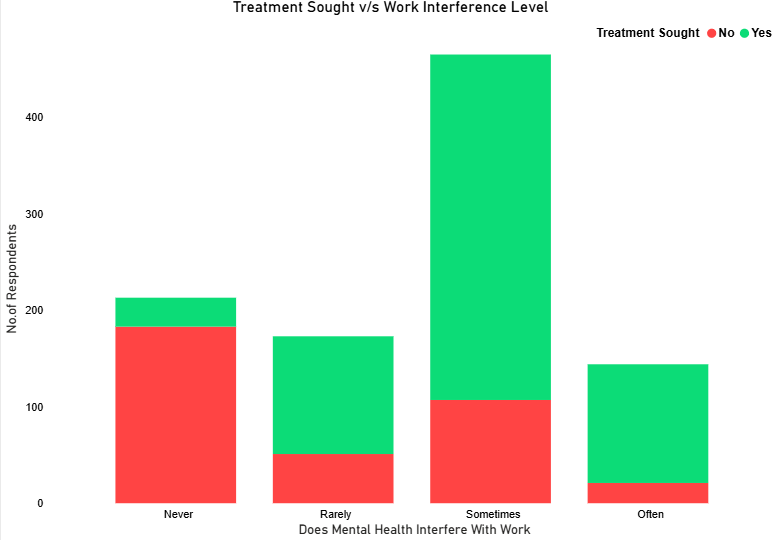 Treatment Sought v/s Work Interference Level
Treatment Sought No Yes
400
300
200
100
0
No.of Respondents
Never Rarely Sometimes Often
Does Mental Health Interfere With Work